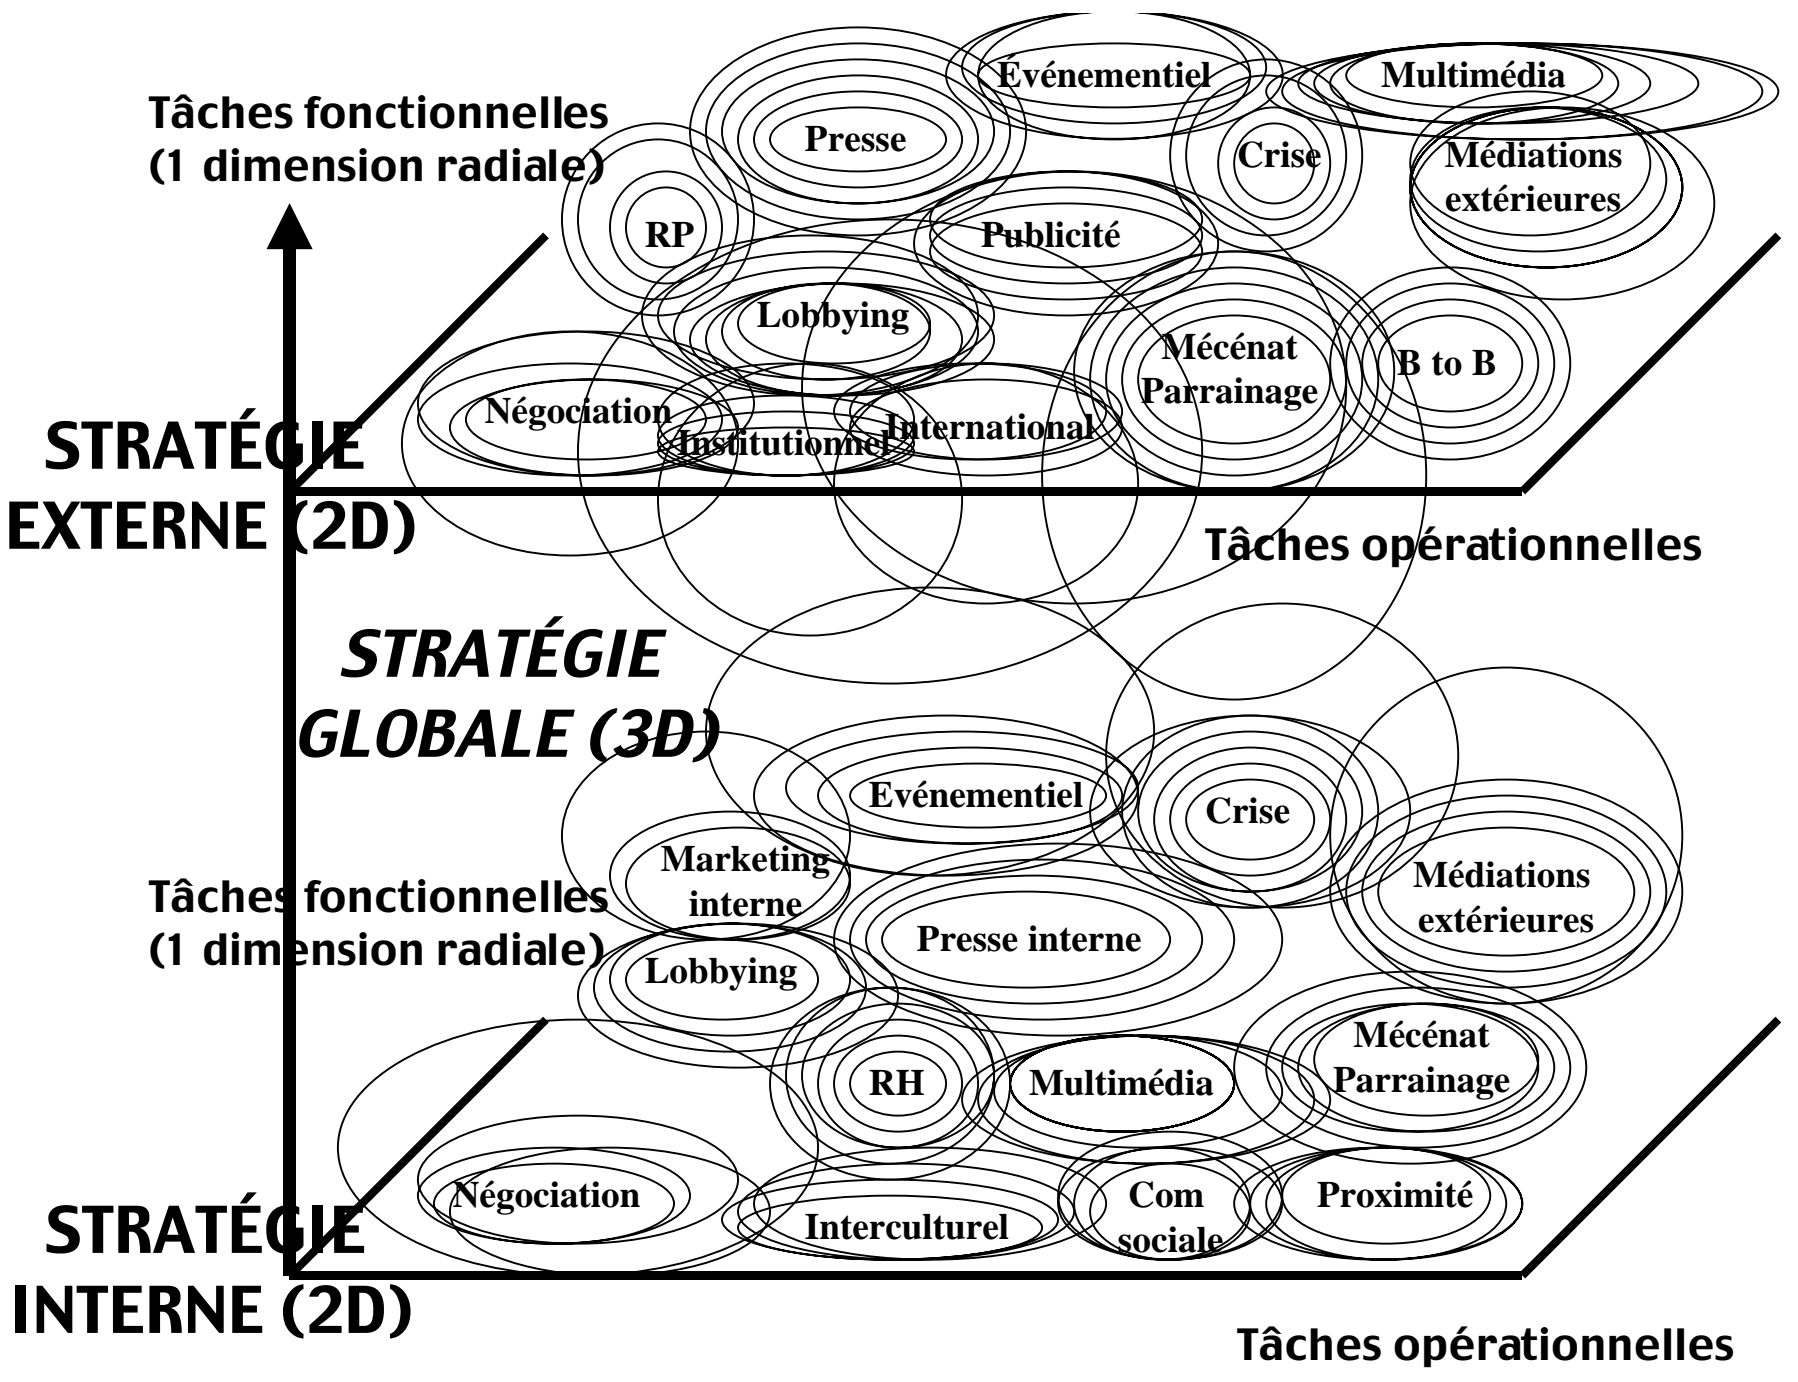 Événementiel
Multimédia
Tâches fonctionnelles
(1 dimension radiale)
Presse
Crise
Médiations
extérieures
RP
Publicité
Lobbying
Mécénat
Parrainage
B to B
Négociation
International
Institutionnel
STRATÉGIE
EXTERNE (2D)
Tâches opérationnelles
STRATÉGIE
GLOBALE (3D)
Evénementiel
Crise
Marketing
interne
Médiations
extérieures
Tâches fonctionnelles
(1 dimension radiale)
Presse interne
Lobbying
Mécénat
Parrainage
RH
Multimédia
Négociation
Interculturel
Com
sociale
Proximité
STRATÉGIE
INTERNE (2D)
Tâches opérationnelles